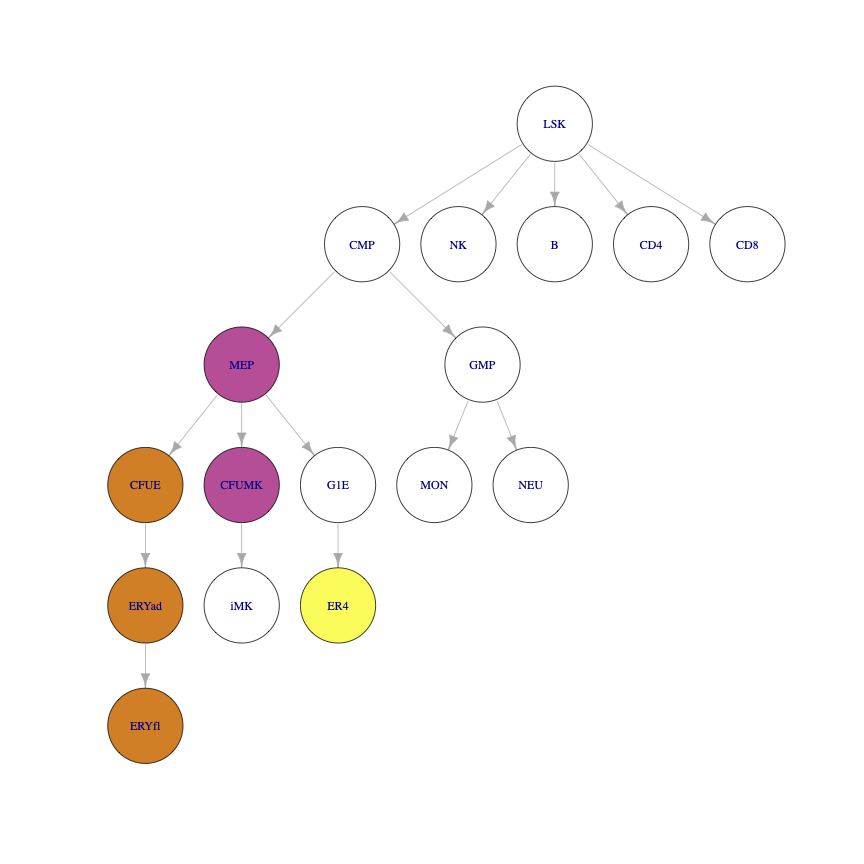 LSK
CMP
NK
B
CD4
CD8
MEP
GMP
CFUE
CFUMK
G1E
MON
NEU
ERYad
iMK
ER4
ERYfl